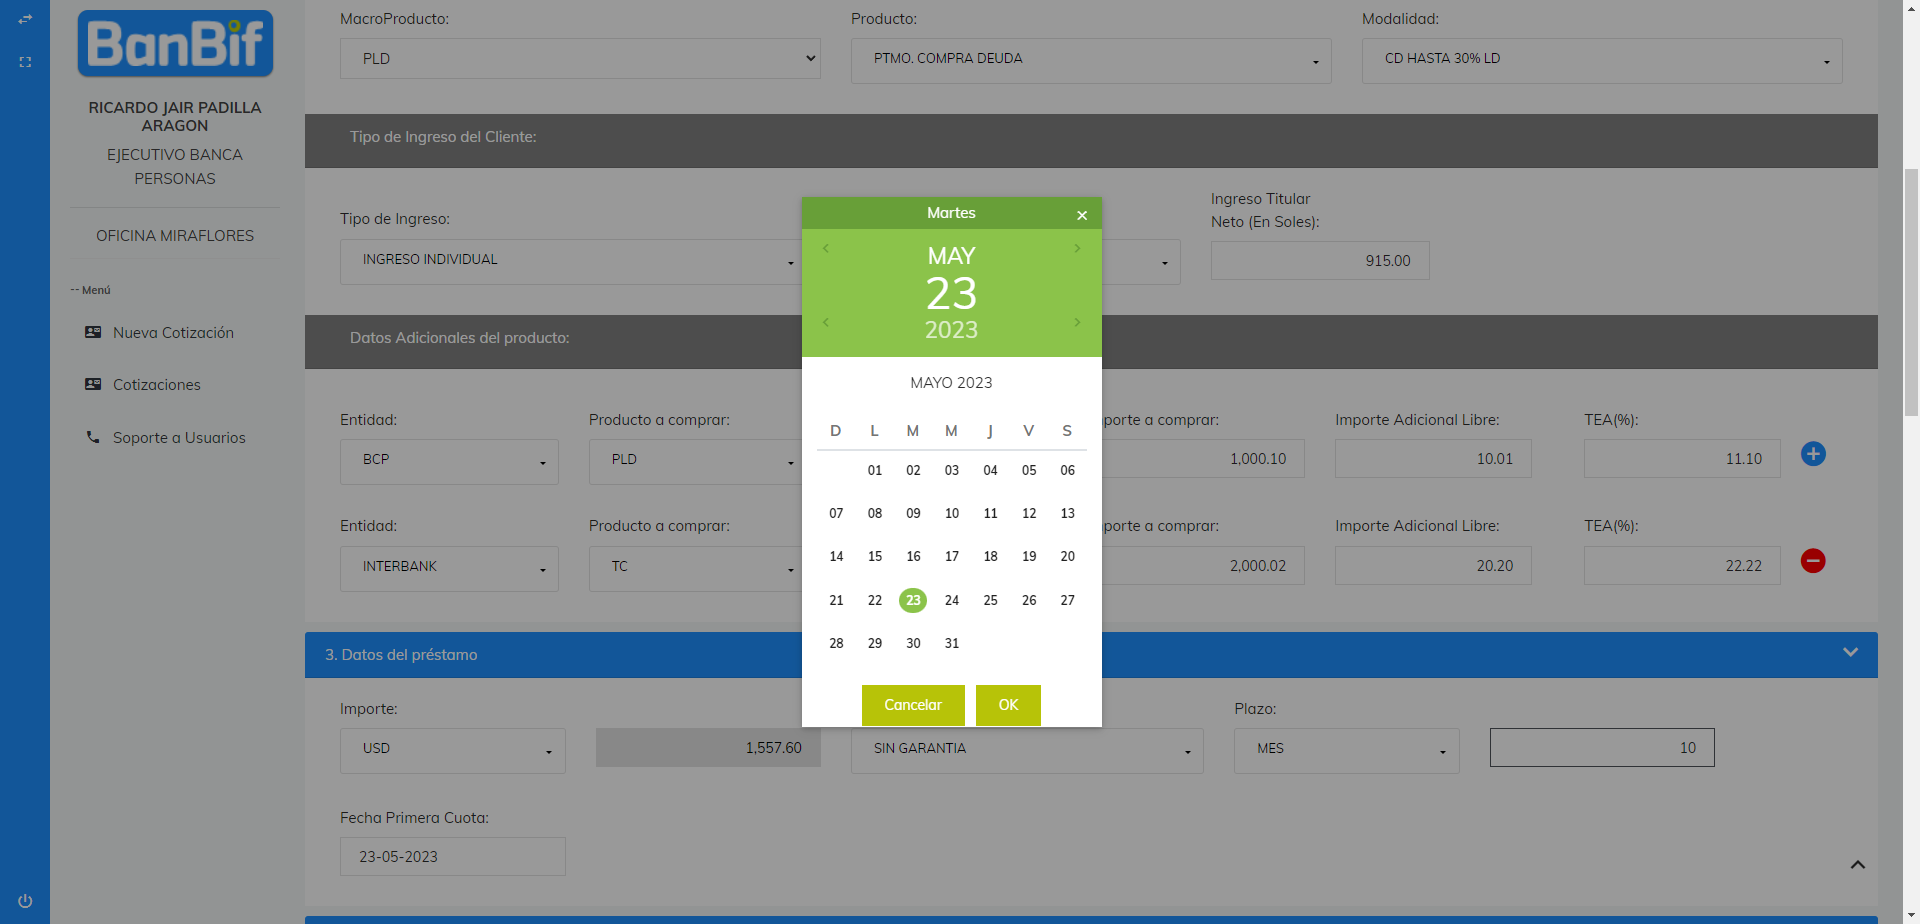 BanBif
RICARDO JAIR PADILLA
ARAGON
EJECUTIVO BANCA
PERSONAS
OFICINA MIRAFLORES
-- Menú
Nueva Cotización
Cotizaciones
Soporte a Usuarios
MacroProducto:
Producto:
Modalidad:
PLD
PTMO. COMPRA DEUDA
CD HASTA 30% LD
Tipo de Ingreso del Cliente:
Tipo de Ingreso:
Ingreso Titular
Neto (En Soles):
INGRESO INDIVIDUAL
915.00
Datos Adicionales del producto:
Entidad:
Producto a comprar:
porte a comprar:
Importe Adicional Libre:
TEA(%):
BCP
PLD
1,000.10
10.01
11.10
Entidad:
Producto a comprar:
porte a comprar:
Importe Adicional Libre:
TEA(%):
INTERBANK
TC
2,000.02
20.20
22.22
3. Datos del préstamo
Importe:
Plazo:
USD
1,557.60
SIN GARANTIA
MES
10
Fecha Primera Cuota:
23-05-2023
Martes
×
MAY
23
2023
MAYO 2023
D L M M J V S
01 02 03 04 05 06
07 08 09 10 11 12 13
14 15 16 17 18 19 20
21 22 23 24 25 26 27
28 29 30 31
Cancelar
OK